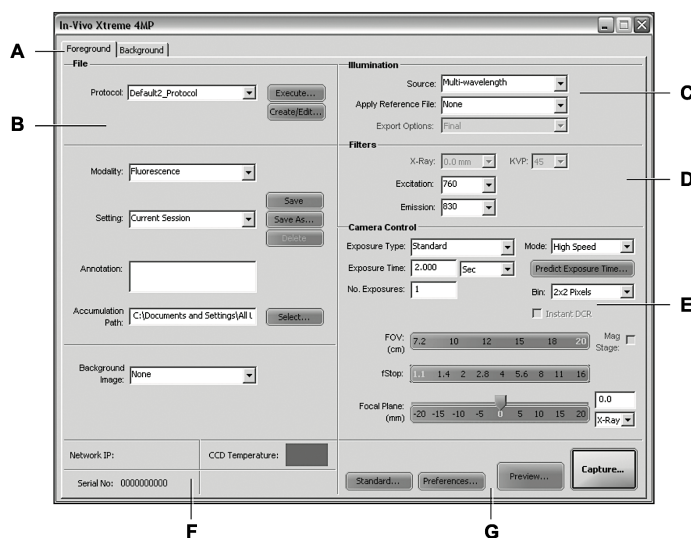 In-Vivo Xtreme 4MP
A
Foreground Background
File
Protocol: Default2_Protocol Execute...
Create/Edit...
B
Modality: Fluorescence
Save
Setting: Current Session Save As...
Delete
Annotation:
Accumulation
Path: C:\Documents and Settings\All U Select...
Background
Image: None
Network IP: CCD Temperature:
Serial No: 0000000000
F
Illumination
Source: Multi-wavelength
C
Apply Reference File: None
Export Options: Final
Filters
X-Ray: 0.0 mm KVP: 45
D
Excitation: 760
Emission: 830
Camera Control
Exposure Type: Standard Mode: High Speed
Exposure Time: 2.000 Sec Predict Exposure Time...
No. Exposures: 1 Bin: 2x2 Pixels
E
Instant DCR
FOV:
(cm) 7.2 10 12 15 18 20 Mag
Stage:
fStop: 1.1 1.4 2 2.8 4 5.6 8 11 16
Focal Plane:
(mm) -20 -15 -10 -5 0 5 10 15 20 0.0
X-Ray
Standard... Preferences... Preview... Capture...
G